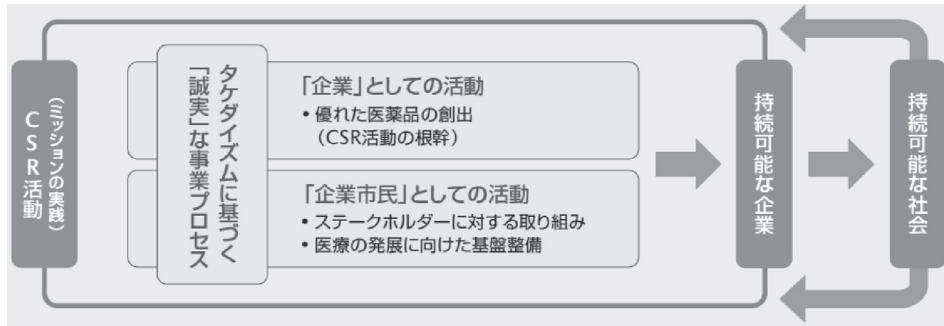 CSR活動
(ミッションの実践)
タケダイズムに基づく
「誠実」な事業プロセス
「企業」としての活動
・優れた医薬品の創出
(CSR活動の根幹)
「企業市民」としての活動
・ステークホルダーに対する取り組み
・医療の発展に向けた基盤整備
持続可能な企業
持続可能な社会